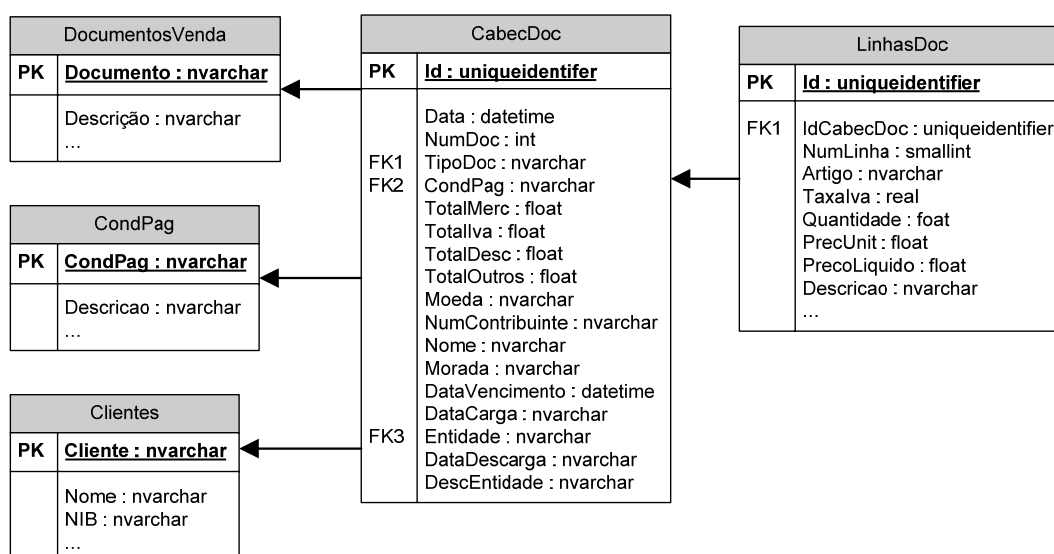 DocumentosVenda
PK Documento : nvarchar
Descrição : nvarchar
...
CondPag
PK CondPag : nvarchar
Descricao : nvarchar
...
Clientes
PK Cliente : nvarchar
Nome : nvarchar
NIB : nvarchar
...
CabecDoc
PK Id : uniqueidentifer
Data : datetime
NumDoc : int
FK1 TipoDoc : nvarchar
FK2 CondPag : nvarchar
TotalMerc : float
TotalIva : float
TotalDesc : float
TotalOutros : float
Moeda : nvarchar
NumContribuinte : nvarchar
Nome : nvarchar
Morada : nvarchar
DataVencimento : datetime
DataCarga : nvarchar
FK3 Entidade : nvarchar
DataDescarga : nvarchar
DescEntidade : nvarchar
LinhasDoc
PK Id : uniqueidentifier
FK1 IdCabecDoc : uniqueidentifier
NumLinha : smallint
Artigo : nvarchar
TaxaIva : real
Quantidade : foat
PrecUnit : float
PrecoLiquido : float
Descricao : nvarchar
...